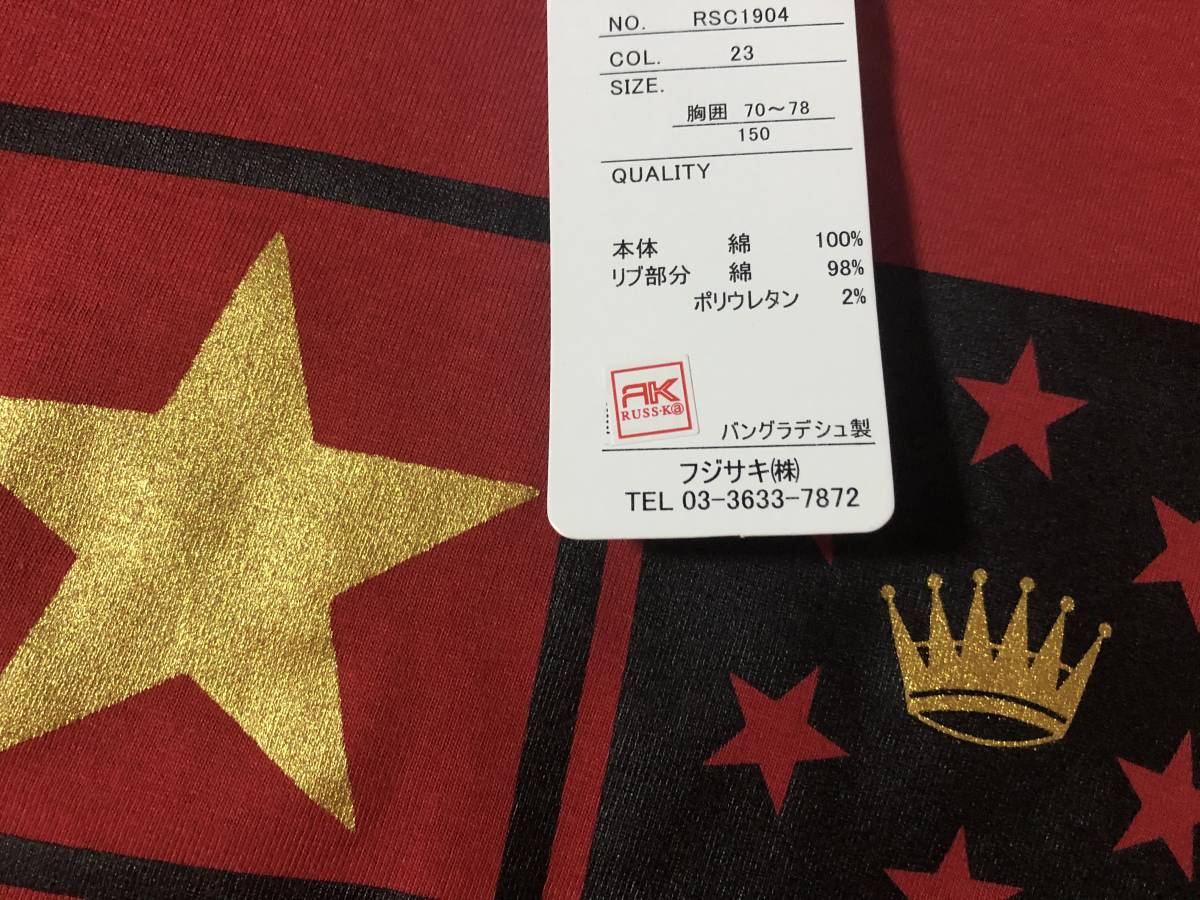 NO. RSC1904
COL. 23
SIZE.
胸囲 70～78
150
QUALITY
本体 綿 100%
リブ部分 綿 98%
ポリウレタン 2%
RK
RUSS・Kⓐ
バングラデシュ製
フジサキ㈱
TEL 03-3633-7872